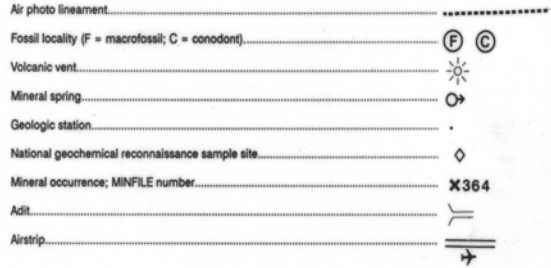 Air photo lineament
Fossil locality (F = macrofossil; C = conodont) F C
Volcanic vent
Mineral spring
Geologic station
National geochemical reconnaissance sample site
Mineral occurrence; MINFILE number x364
Adit
Airstrip